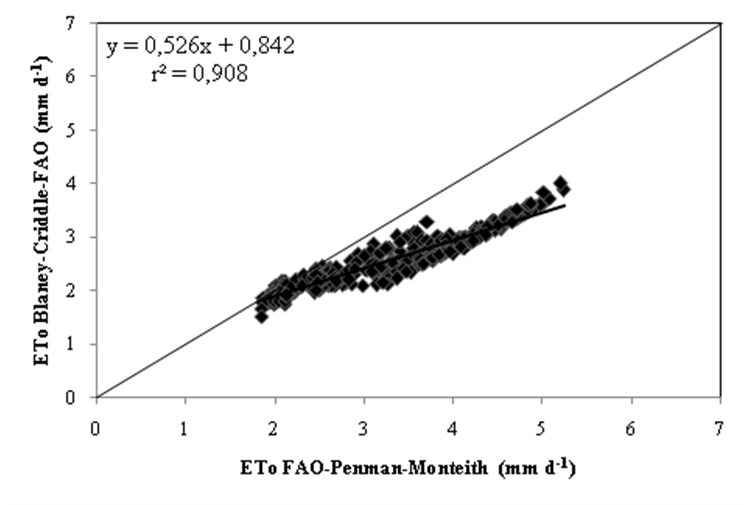 y = 0,526x + 0,842
r² = 0,908
7
6
5
4
3
2
1
0
ETo Blaney-Criddle-FAO (mm d⁻¹)
0 1 2 3 4 5 6 7
ETo FAO-Penman-Monteith (mm d⁻¹)